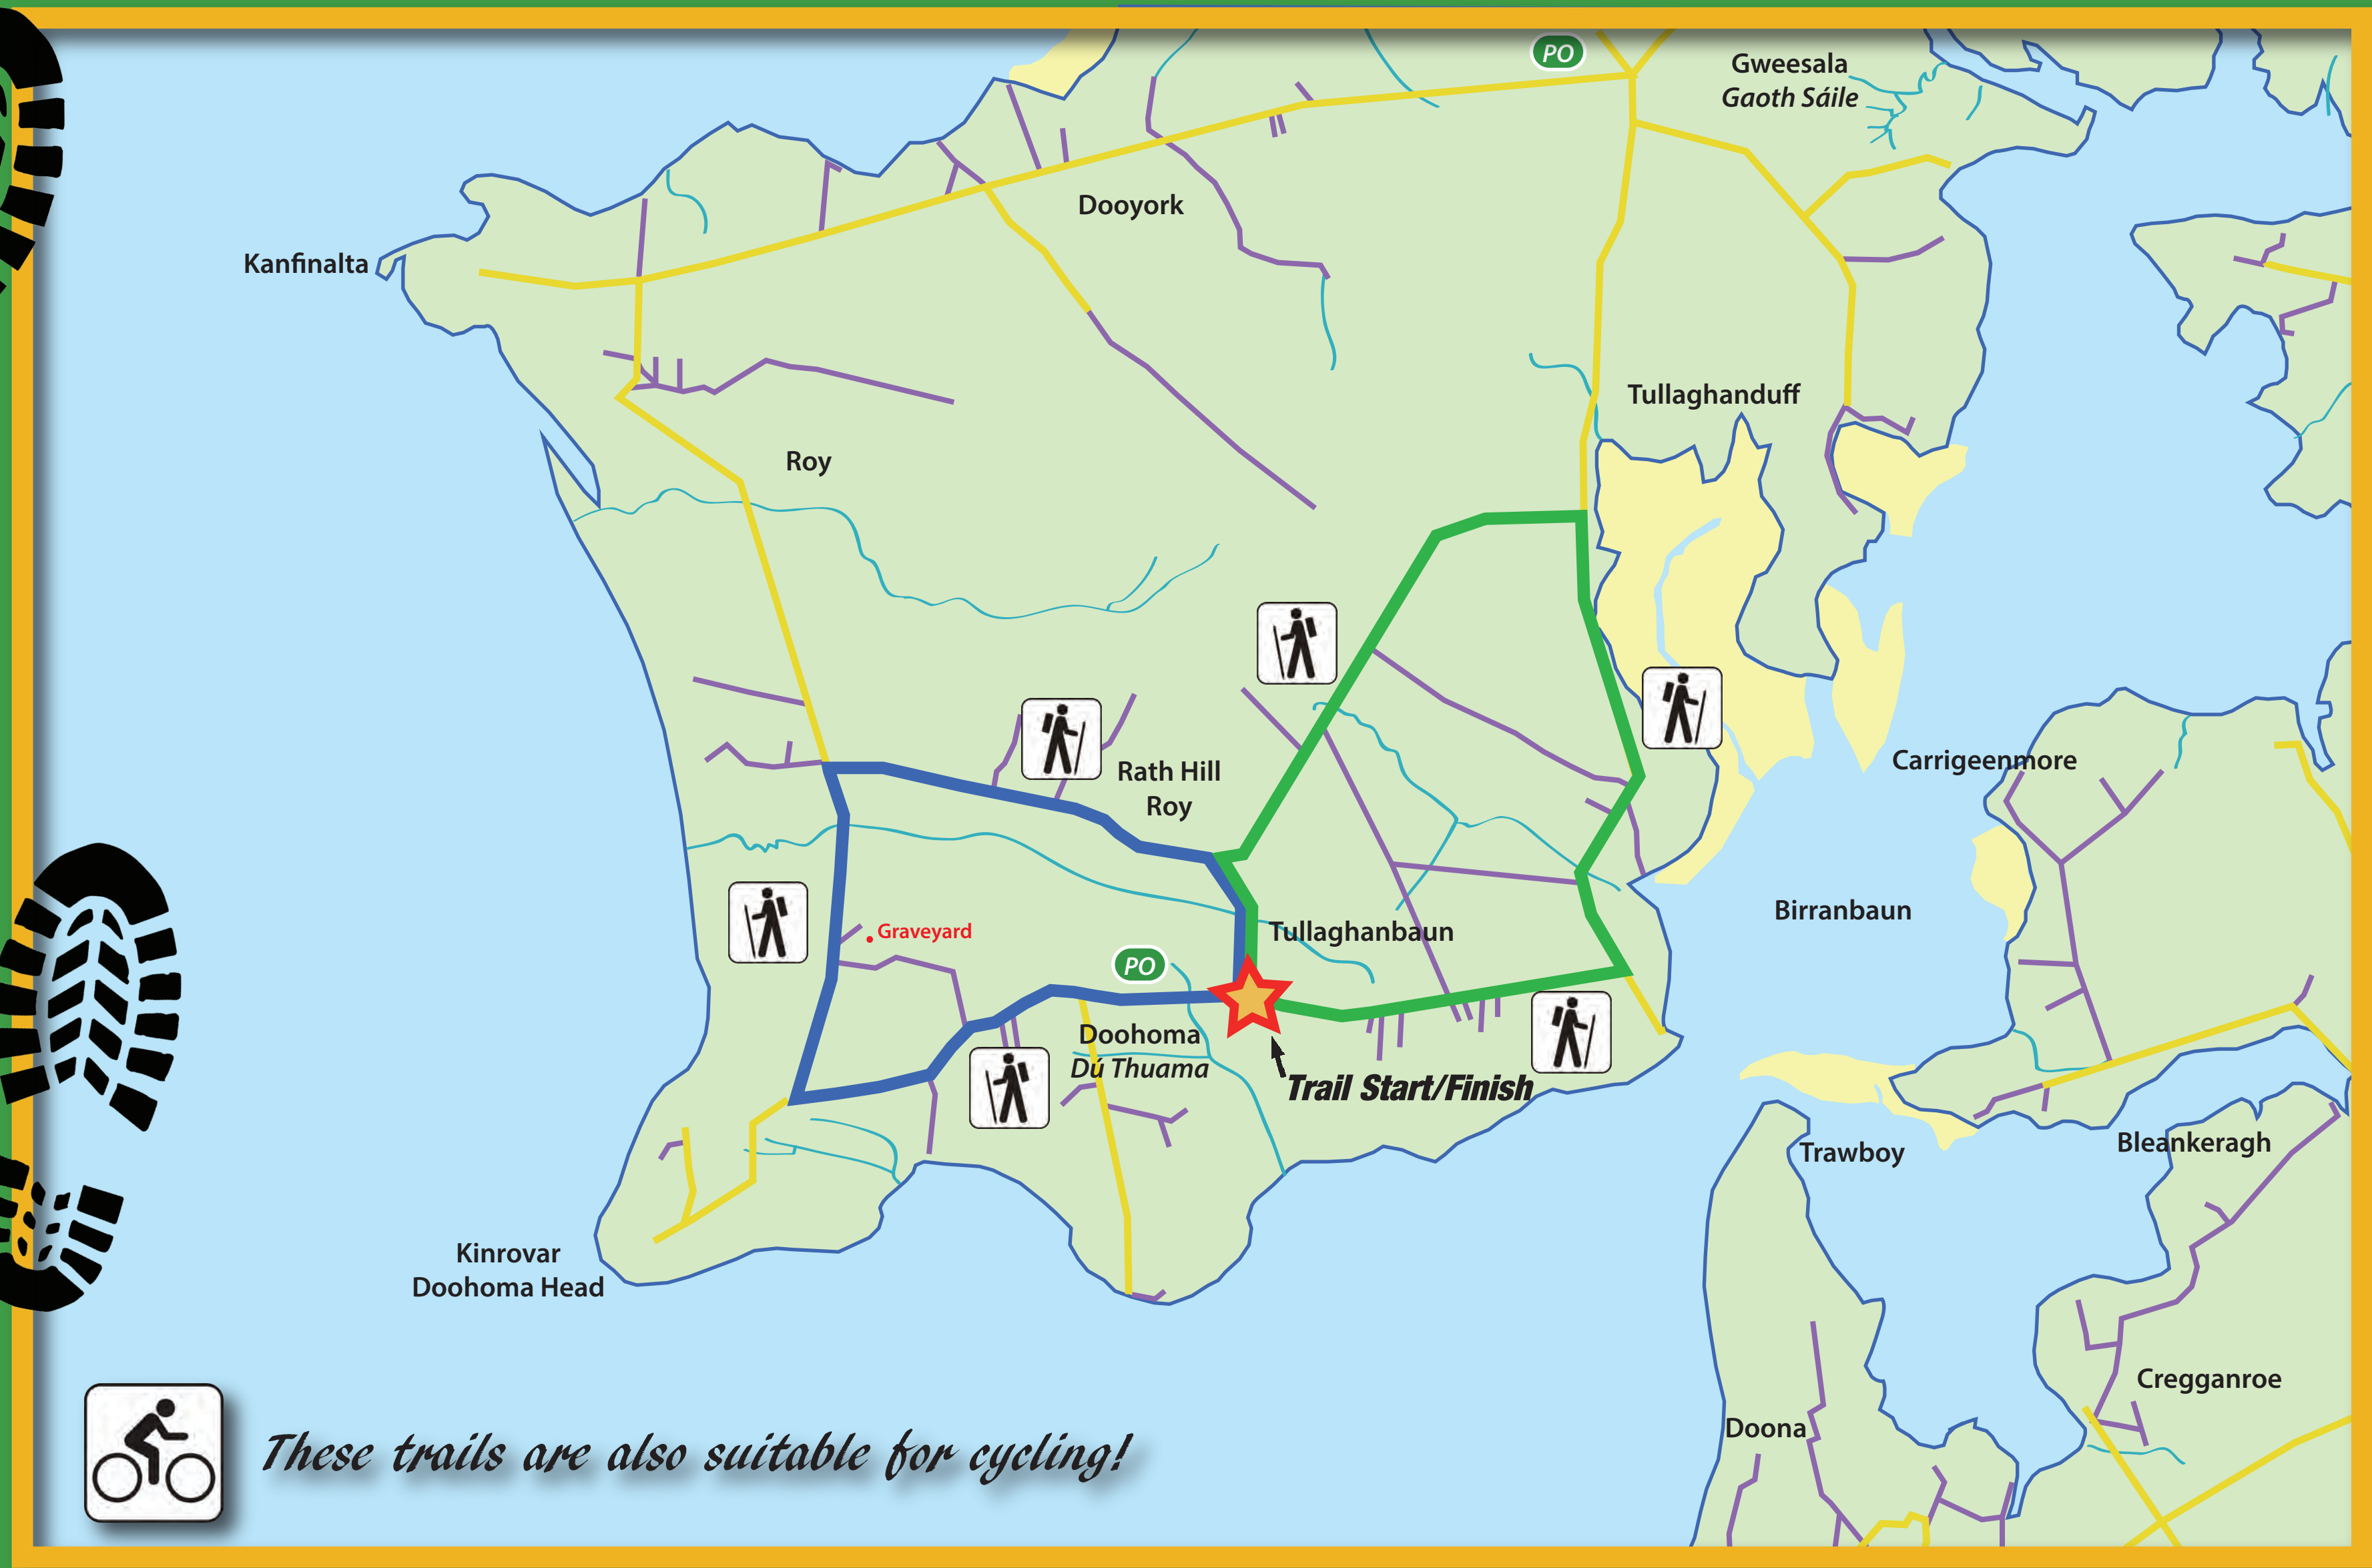 PO
Gweesala
Gaoth Sáile
Dooyork
Kanfinalta
Tullaghanduff
Roy
Rath Hill
Roy
Carrigeenmore
Birranbaun
Graveyard
Tullaghanbaun
PO
Doohoma
Dú Thuama
Trail Start/Finish
Trawboy
Bleankeragh
Kinrovar
Doohoma Head
Cregganroe
Doona
These trails are also suitable for cycling!